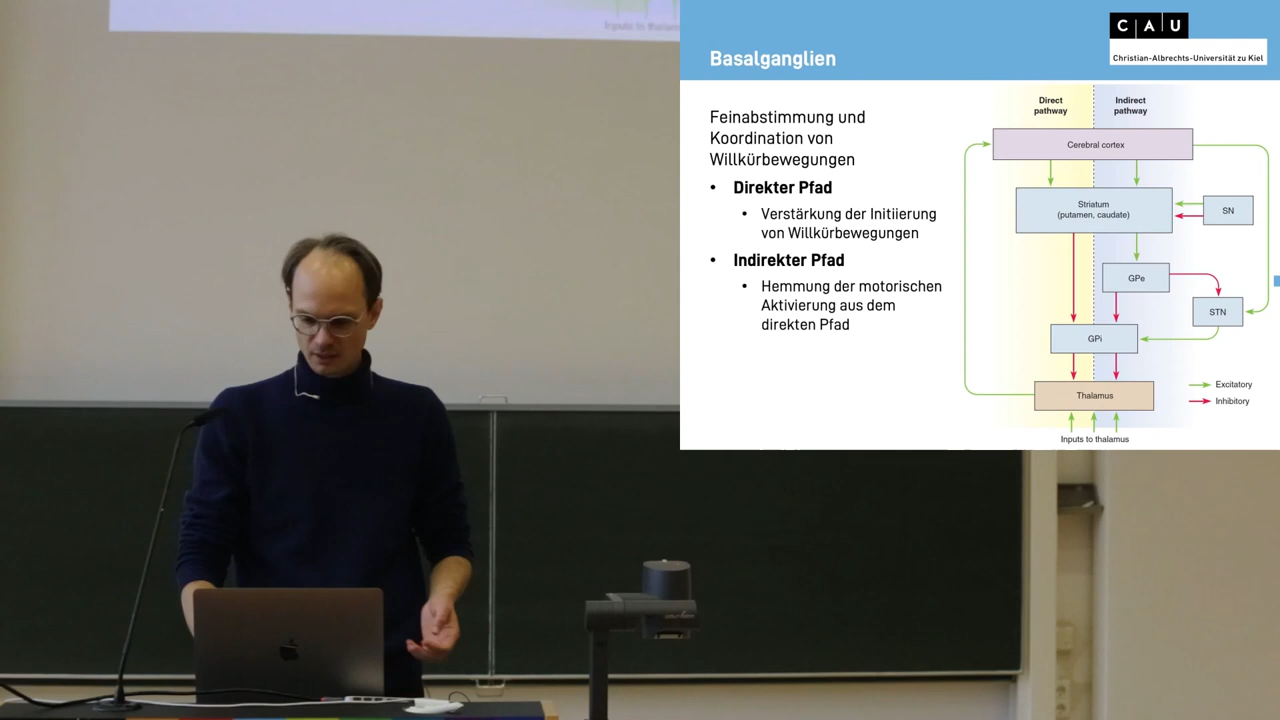 Inputs to
C A U
Christian-Albrechts-Universität zu Kiel
Basalganglien
Feinabstimmung und
Koordination von
Willkürbewegungen
• Direkter Pfad
• Verstärkung der Initiierung
von Willkürbewegungen
• Indirekter Pfad
• Hemmung der motorischen
Aktivierung aus dem
direkten Pfad
Direct
pathway
Indirect
pathway
Cerebral cortex
Striatum
(putamen, caudate)
SN
GPe
STN
GPi
Thalamus
Excitatory
Inhibitory
Inputs to thalamus